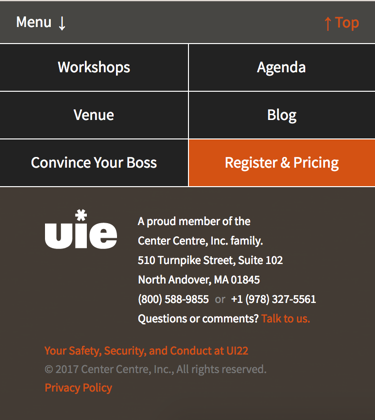 Menu ↓
↑ Top
Workshops
Agenda
Venue
Blog
Convince Your Boss
Register & Pricing
uie
A proud member of the
Center Centre, Inc. family.
510 Turnpike Street, Suite 102
North Andover, MA 01845
(800) 588-9855 or +1 (978) 327-5561
Questions or comments? Talk to us.
Your Safety, Security, and Conduct at UI22
© 2017 Center Centre, Inc., All rights reserved.
Privacy Policy